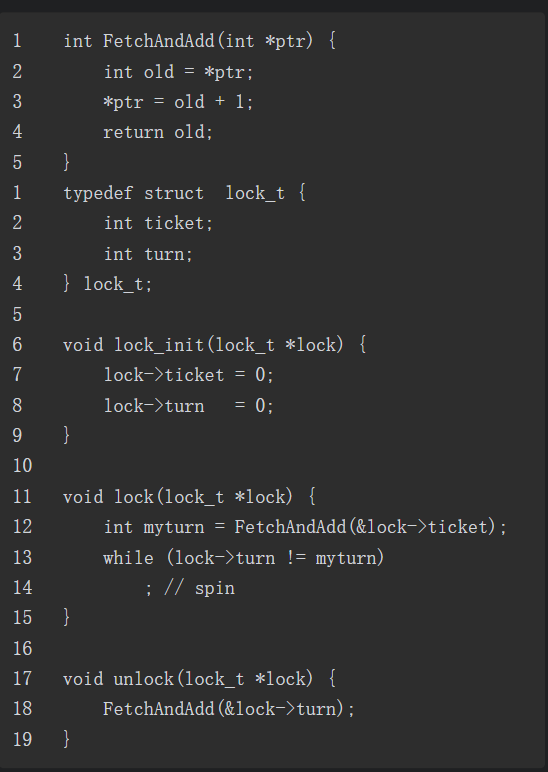 1 int FetchAndAdd(int *ptr) {
2     int old = *ptr;
3     *ptr = old + 1;
4     return old;
5 }
1 typedef struct  lock_t {
2     int ticket;
3     int turn;
4 } lock_t;
5
6 void lock_init(lock_t *lock) {
7     lock->ticket = 0;
8     lock->turn   = 0;
9 }
10
11 void lock(lock_t *lock) {
12     int myturn = FetchAndAdd(&lock->ticket);
13     while (lock->turn != myturn)
14         ; // spin
15 }
16
17 void unlock(lock_t *lock) {
18     FetchAndAdd(&lock->turn);
19 }